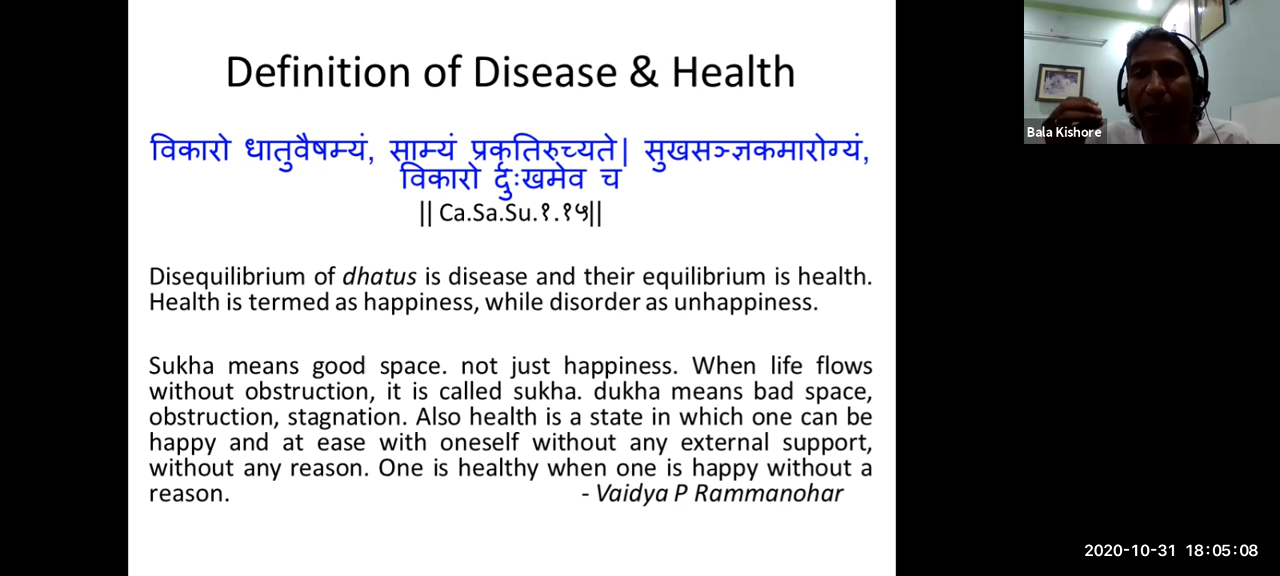 Definition of Disease & Health
विकारो धातुवैषम्यं, साम्यं प्रकृतिरुच्यते| सुखसञ्ज्ञकमारोग्यं,
विकारो दुःखमेव च
|| Ca.Sa.Su.१.१५||
Disequilibrium of dhatus is disease and their equilibrium is health.
Health is termed as happiness, while disorder as unhappiness.
Sukha means good space. not just happiness. When life flows
without obstruction, it is called sukha. dukha means bad space,
obstruction, stagnation. Also health is a state in which one can be
happy and at ease with oneself without any external support,
without any reason. One is healthy when one is happy without a
reason. - Vaidya P Rammanohar
Bala Kishore
2020-10-31 18:05:08